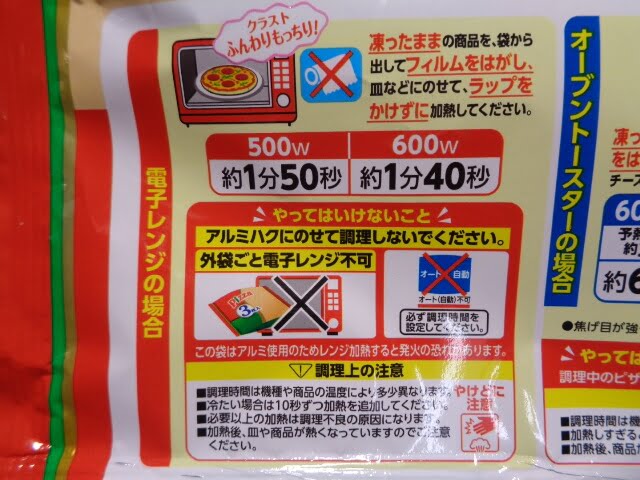 クラスト
ふんわりもっちり!
凍ったままの商品を、袋から
出してフィルムをはがし、
皿などにのせて、ラップを
かけずに加熱してください。
500W
約1分50秒
600W
約1分40秒
電子レンジの場合
やってはいけないこと
アルミハクにのせて調理しないでください。
外袋ごと電子レンジ不可
オート 自動
オート(自動)不可
必ず調理時間を
設定してください。
この袋はアルミ使用のためレンジ加熱すると発火の恐れがあります。
調理上の注意
■調理時間は機種や商品の温度により多少異なります。
■冷たい場合は10秒ずつ加熱を追加してください。
■必要以上の加熱は調理不良の原因になります。
■加熱後、皿や商品が熱くなっていますのでご注意
ください。
やけどに
注意
オーブントースターの場合
凍っ
をは
チース
60
予熱
約6
●焦げ目が強
やって
調理中のピザ
■調理時間は機
■加熱しすぎる
■加熱後、商品